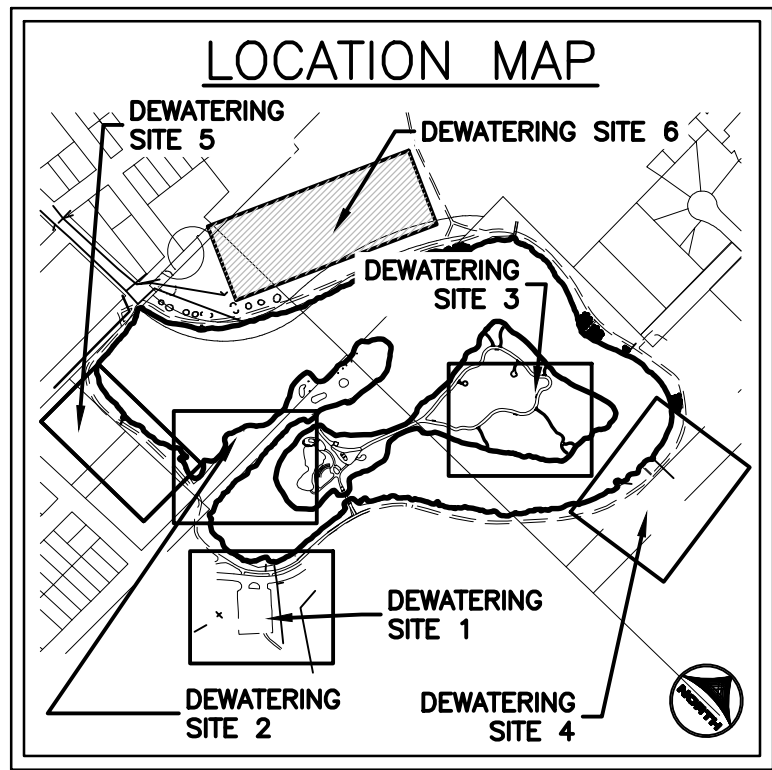 LOCATION MAP
DEWATERING
SITE 5
DEWATERING SITE 6
DEWATERING
SITE 3
DEWATERING
SITE 1
DEWATERING
SITE 2
DEWATERING
SITE 4
NORTH